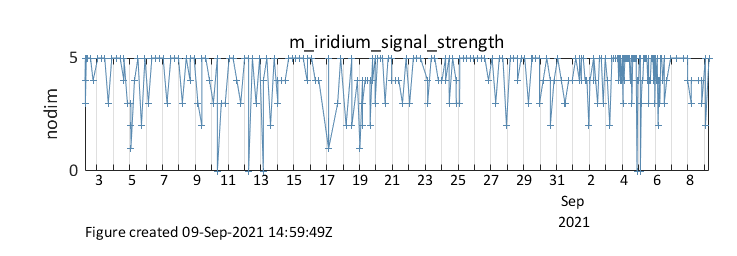 m_iridium_signal_strength
5
nodim
0
3 5 7 9 11 13 15 17 19 21 23 25 27 29 31 2 4 6 8
Sep
2021
Figure created 09-Sep-2021 14:59:49Z